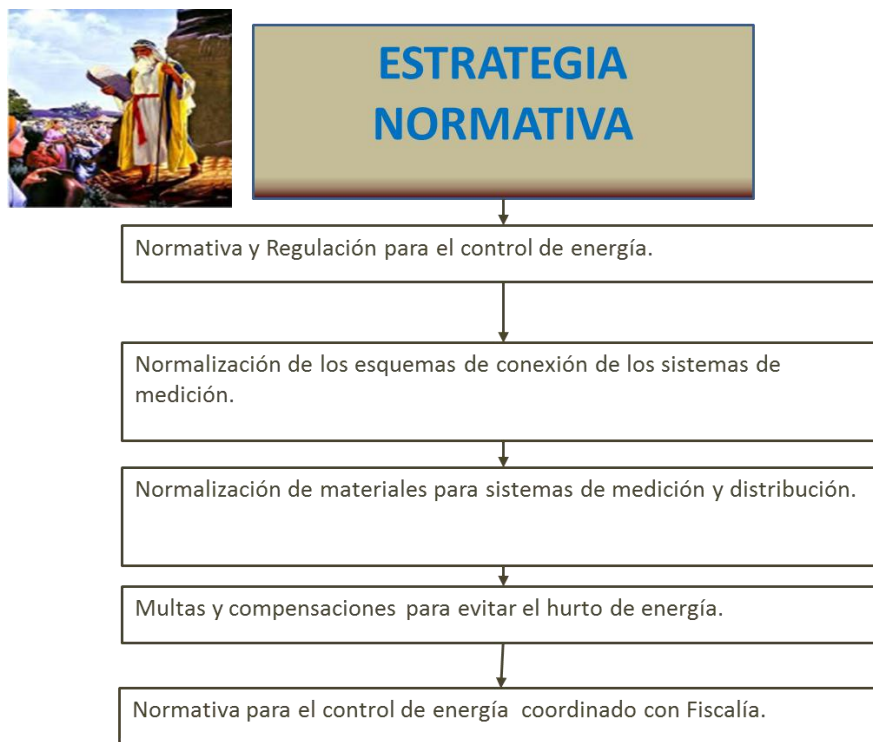 ESTRATEGIA
NORMATIVA
Normativa y Regulación para el control de energía.
Normalización de los esquemas de conexión de los sistemas de
medición.
Normalización de materiales para sistemas de medición y distribución.
Multas y compensaciones para evitar el hurto de energía.
Normativa para el control de energía coordinado con Fiscalía.